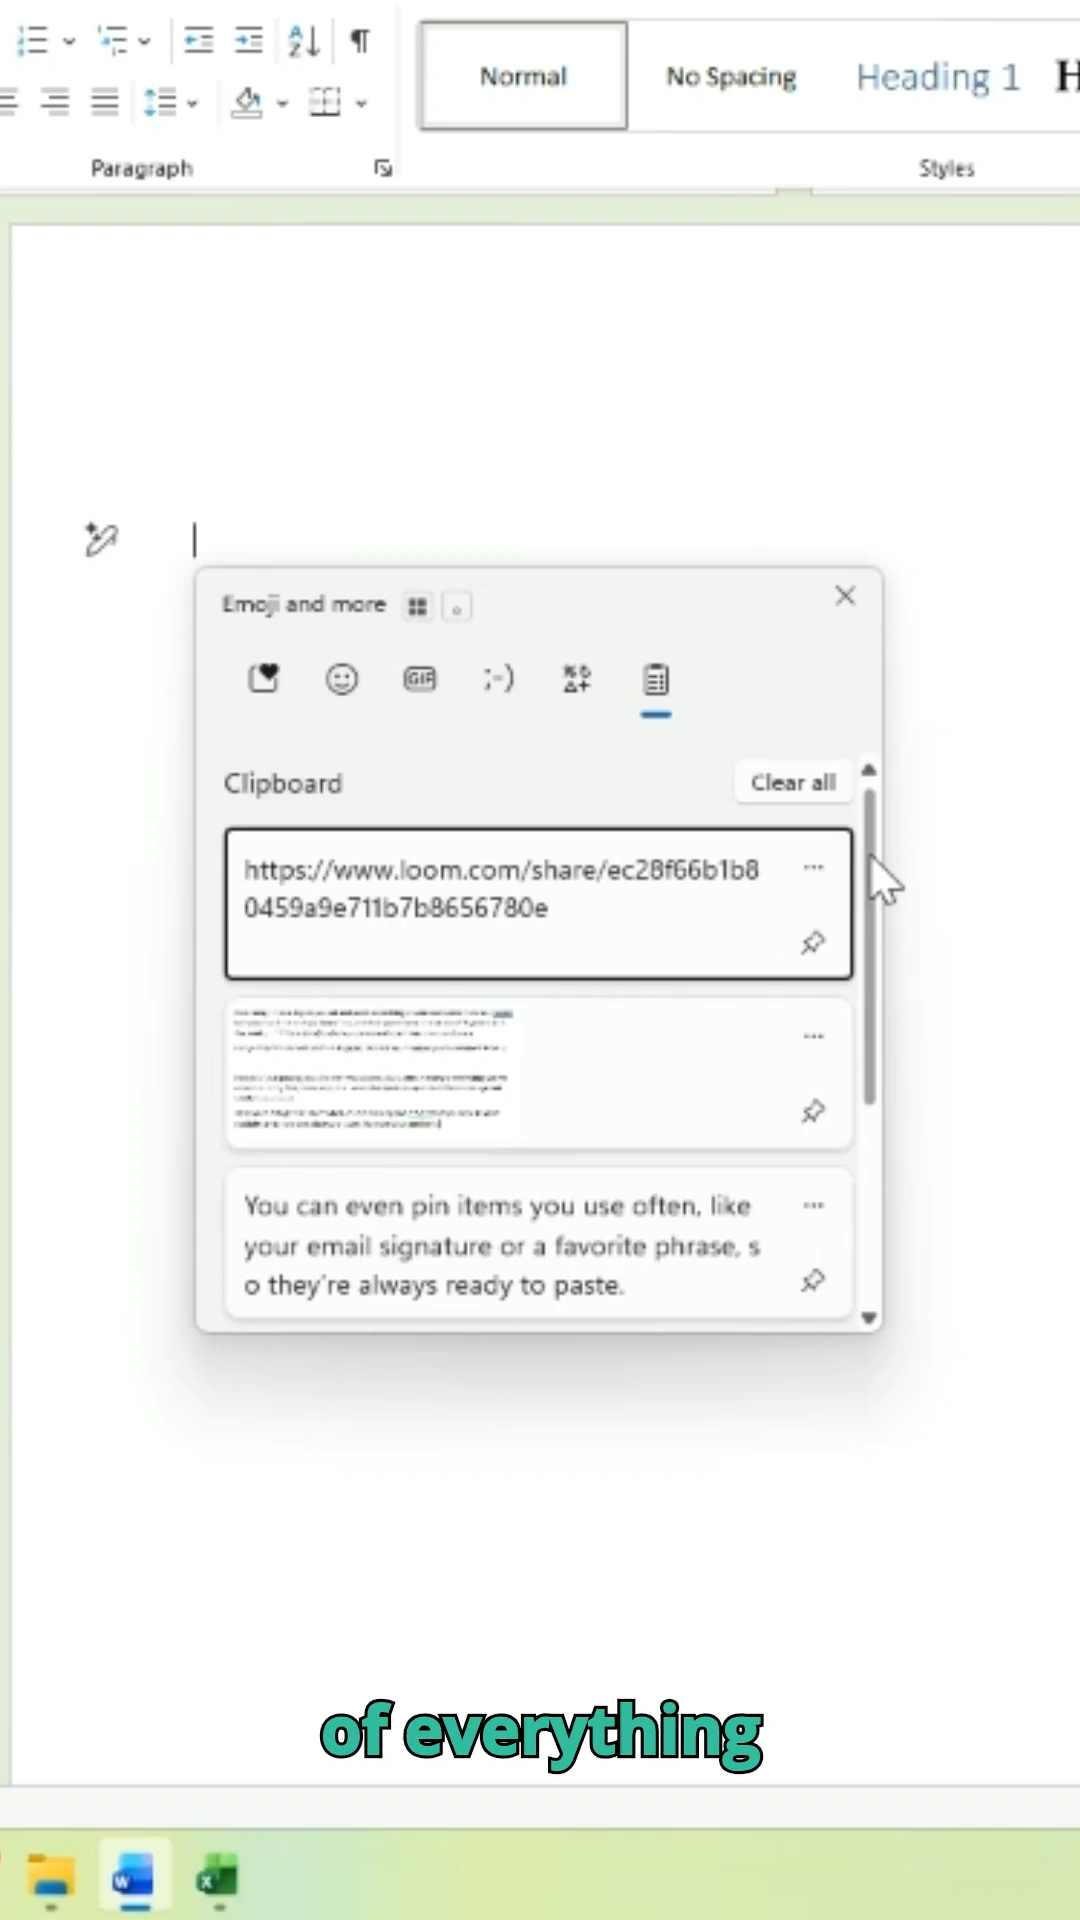 Normal
No Spacing
Heading 1
H
Paragraph
Styles
Emoji and more
GIF
;-)
Clipboard
Clear all
https://www.loom.com/share/ec28f66b1b8
0459a9e711b7b8656780e
You can even pin items you use often, like
your email signature or a favorite phrase, s
o they're always ready to paste.
of everything